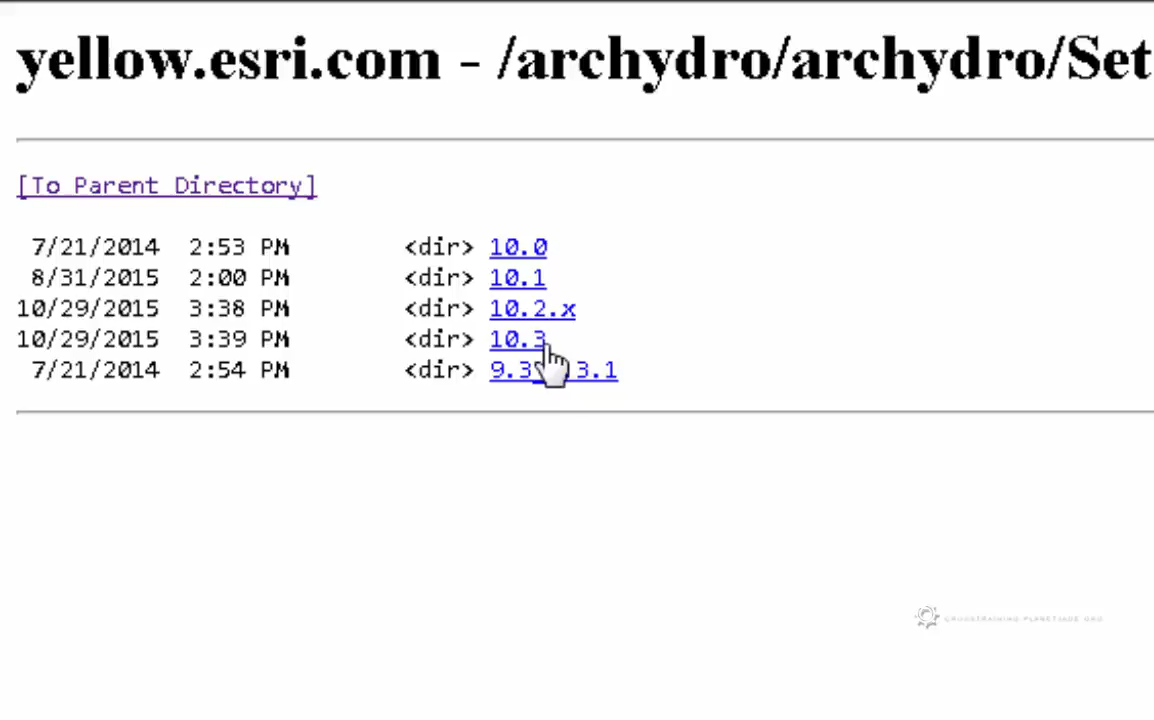 yellow.esri.com - /archydro/archydro/Set
[To Parent Directory]
7/21/2014 2:53 PM <dir> 10.0
8/31/2015 2:00 PM <dir> 10.1
10/29/2015 3:38 PM <dir> 10.2.x
10/29/2015 3:39 PM <dir> 10.3
7/21/2014 2:54 PM <dir> 9.3 3.1